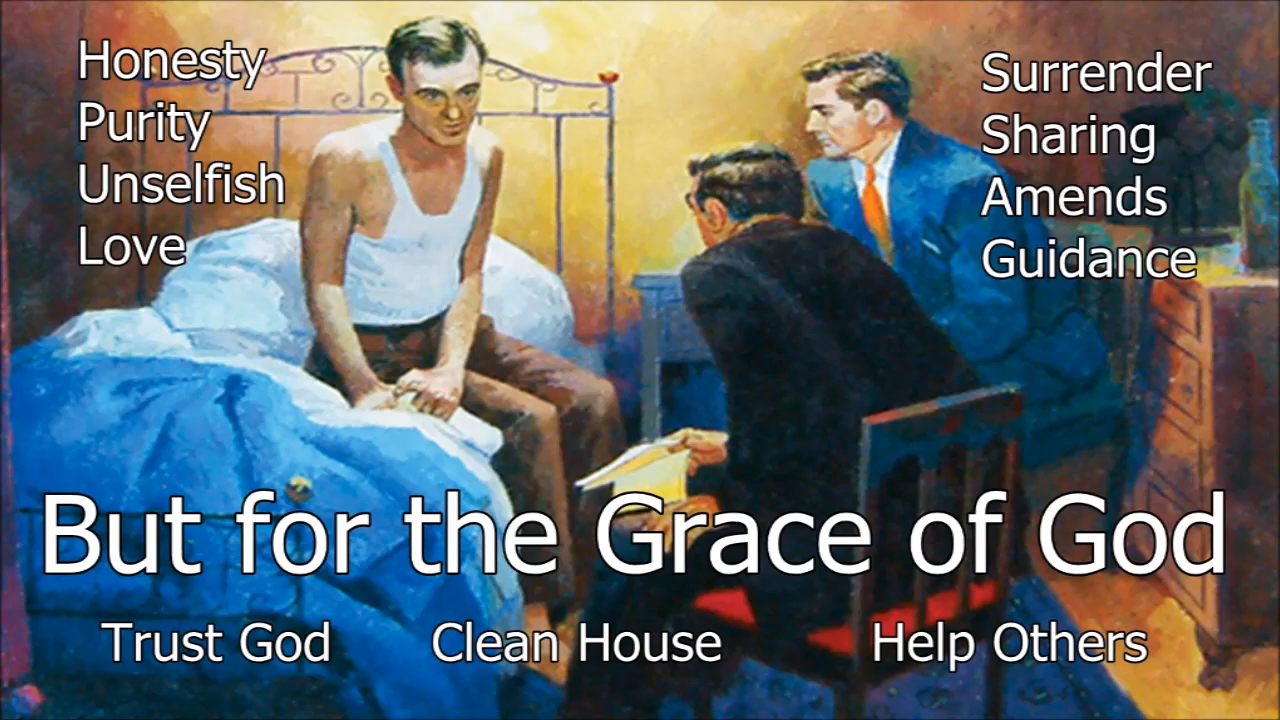 Honesty
Purity
Unselfish
Love
Surrender
Sharing
Amends
Guidance
But for the Grace of God
Trust God Clean House Help Others